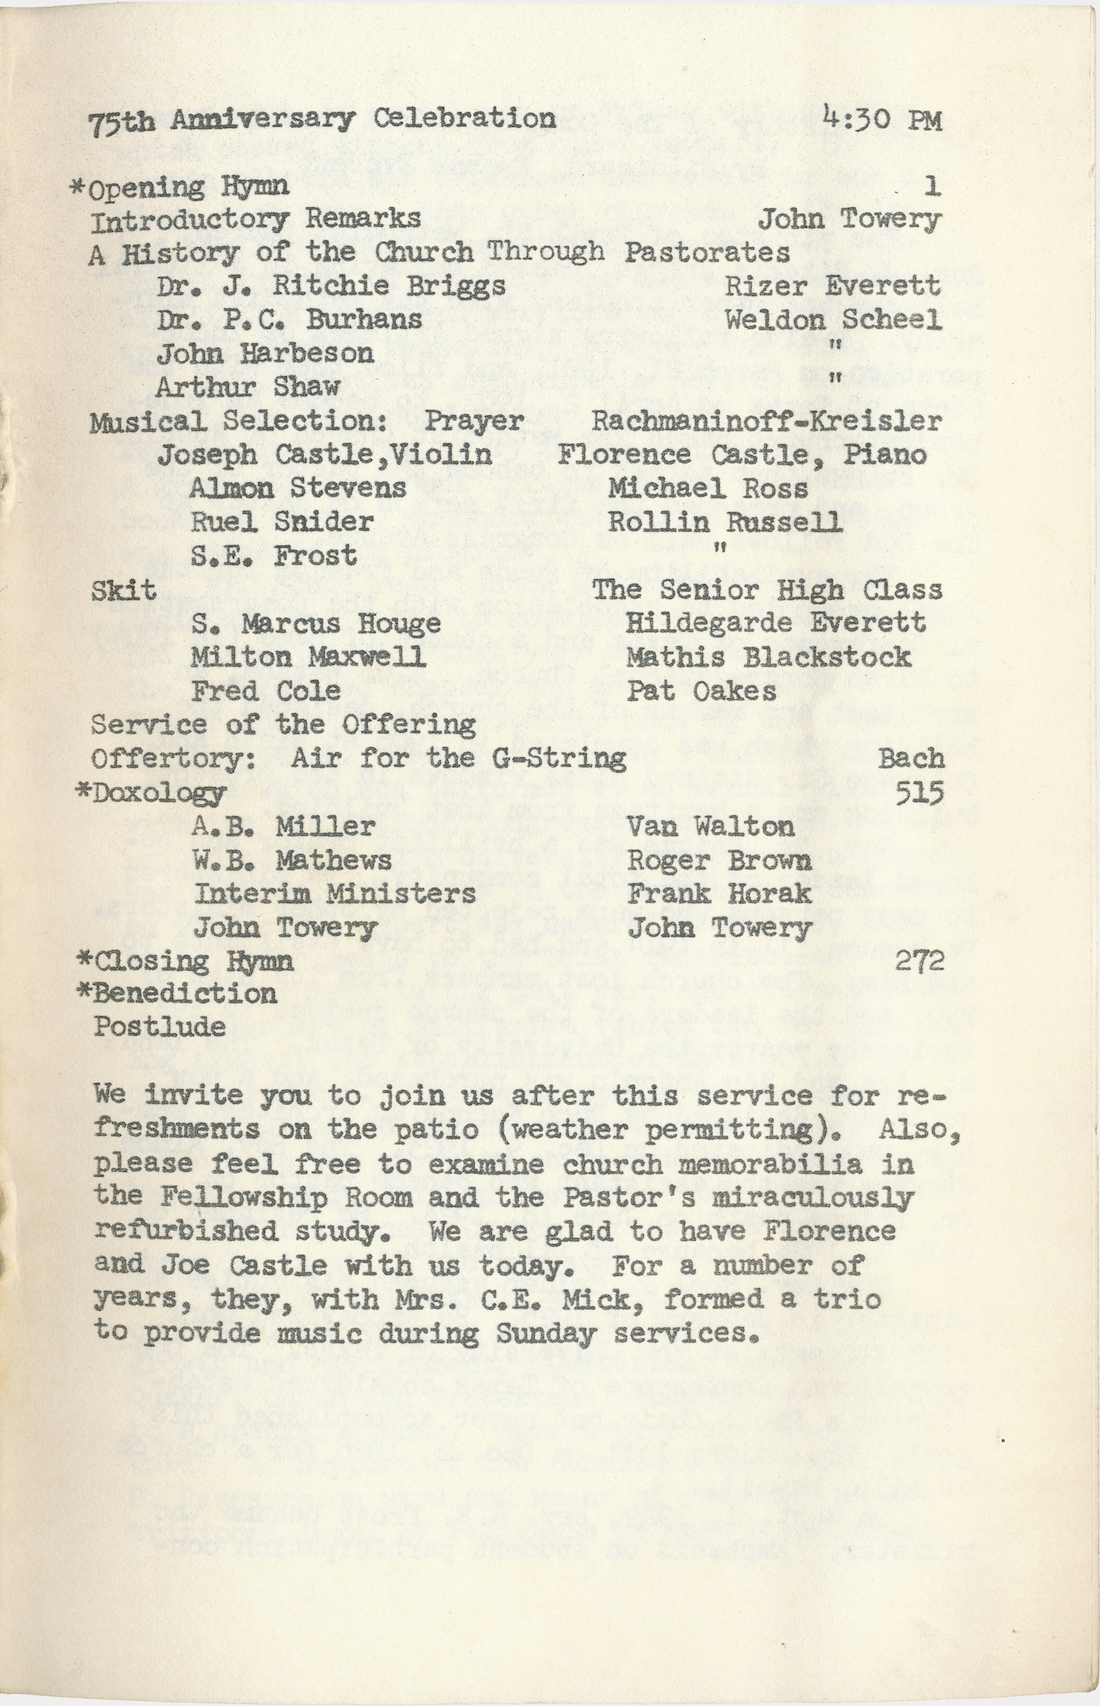 75th Anniversary Celebration 4:30 PM
*Opening Hymn 1
Introductory Remarks John Towery
A History of the Church Through Pastorates
Dr. J. Ritchie Briggs Rizer Everett
Dr. P.C. Burhans Weldon Scheel
John Harbeson "
Arthur Shaw "
Musical Selection: Prayer Rachmaninoff-Kreisler
Joseph Castle,Violin Florence Castle, Piano
Almon Stevens Michael Ross
Ruel Snider Rollin Russell
S.E. Frost "
Skit The Senior High Class
S. Marcus Houge Hildegarde Everett
Milton Maxwell Mathis Blackstock
Fred Cole Pat Oakes
Service of the Offering
Offertory: Air for the G-String Bach
*Doxology 515
A.B. Miller Van Walton
W.B. Mathews Roger Brown
Interim Ministers Frank Horak
John Towery John Towery
*Closing Hymn 272
*Benediction
Postlude
We invite you to join us after this service for re-
freshments on the patio (weather permitting). Also,
please feel free to examine church memorabilia in
the Fellowship Room and the Pastor's miraculously
refurbished study. We are glad to have Florence
and Joe Castle with us today. For a number of
years, they, with Mrs. C.E. Mick, formed a trio
to provide music during Sunday services.